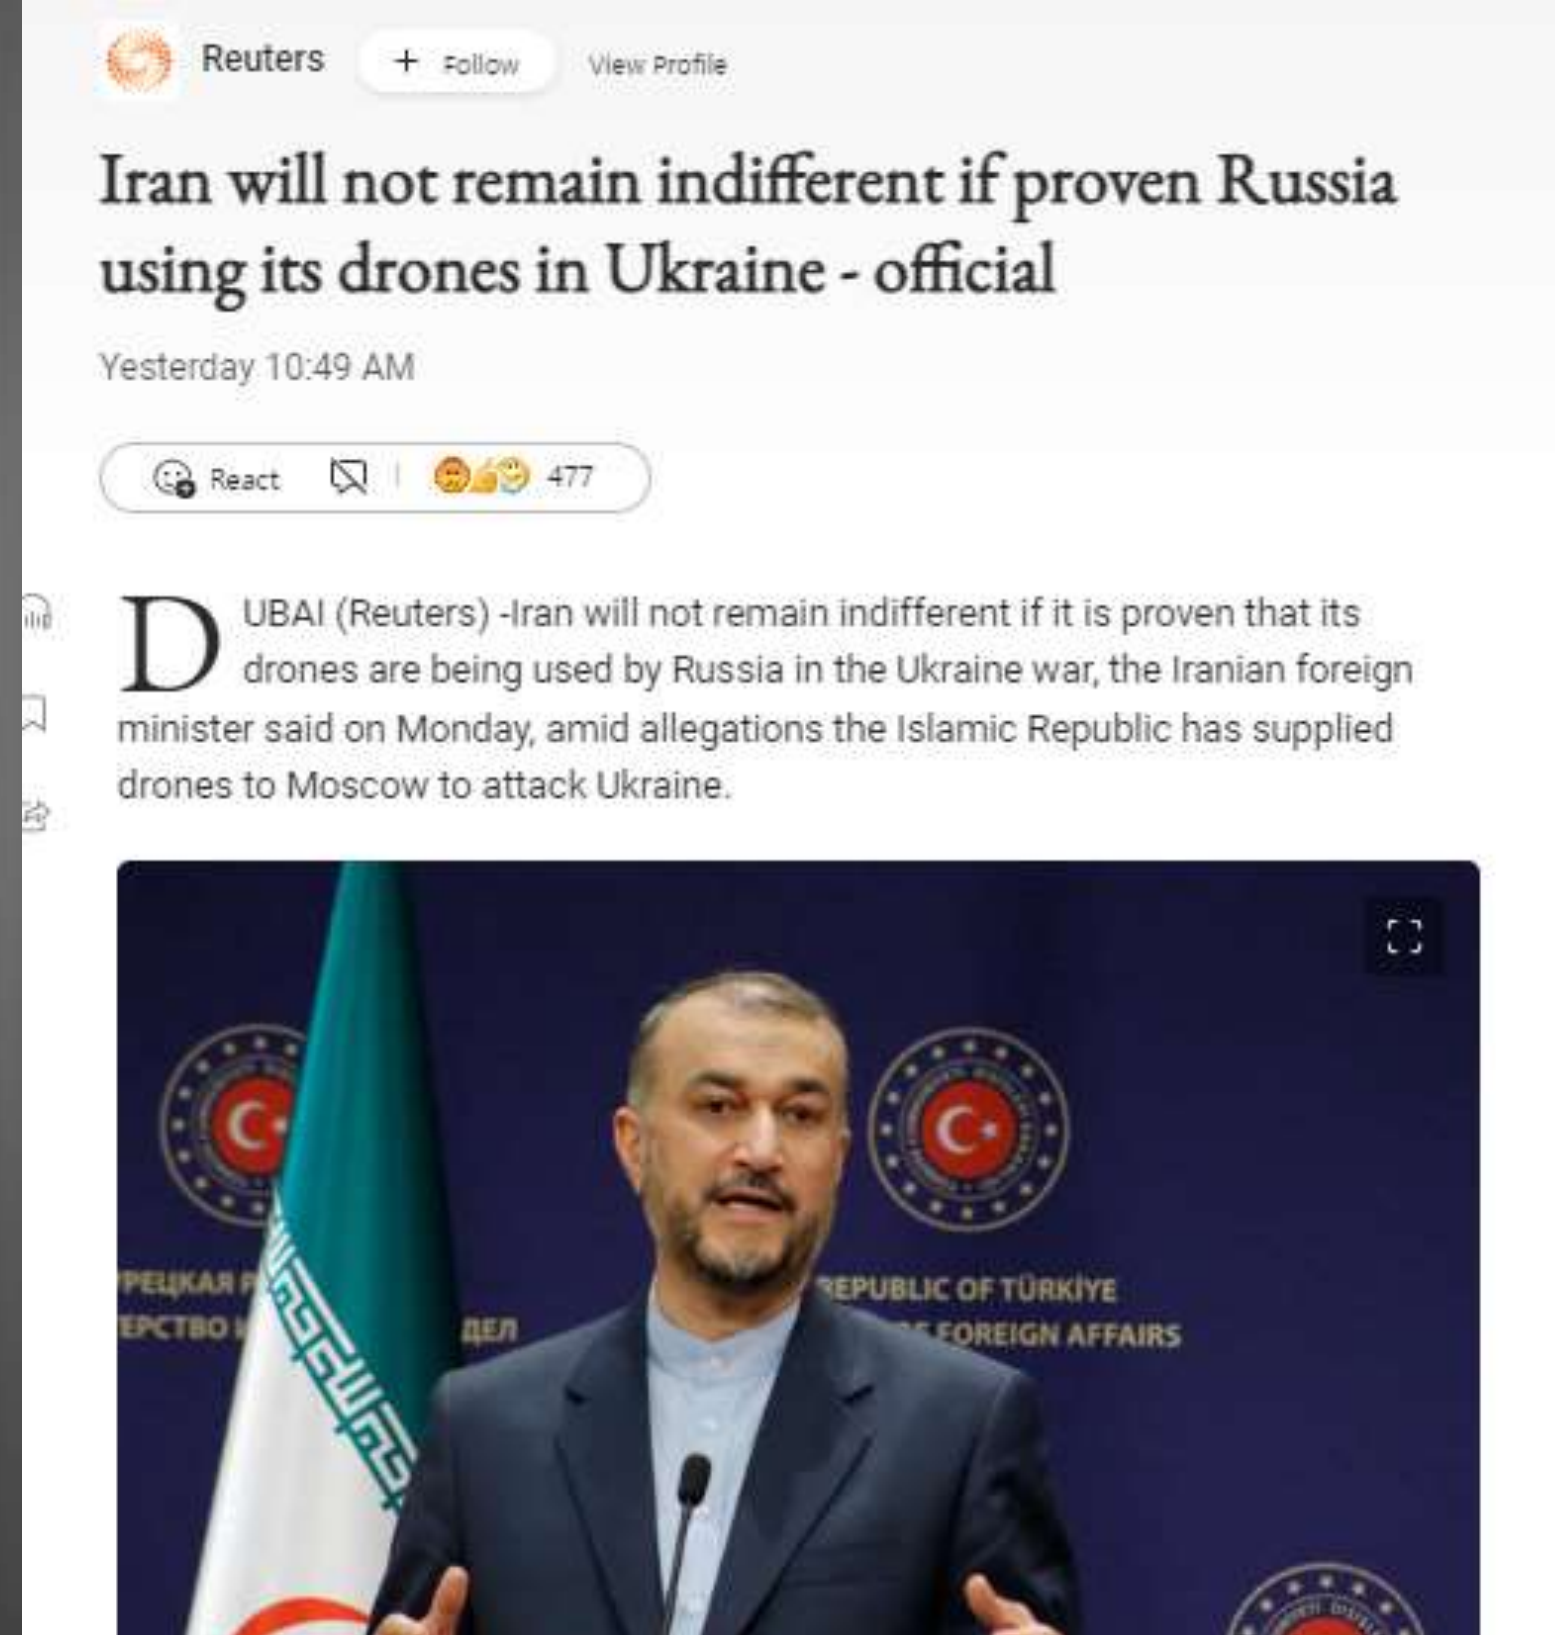 Reuters + Follow View Profile
Iran will not remain indifferent if proven Russia
using its drones in Ukraine - official
Yesterday 10:49 AM
React 477
DUBAI (Reuters) -Iran will not remain indifferent if it is proven that its
drones are being used by Russia in the Ukraine war, the Iranian foreign
minister said on Monday, amid allegations the Islamic Republic has supplied
drones to Moscow to attack Ukraine.
REPUBLIC OF TÜRKİYE
FOREIGN AFFAIRS
ДЕЛ